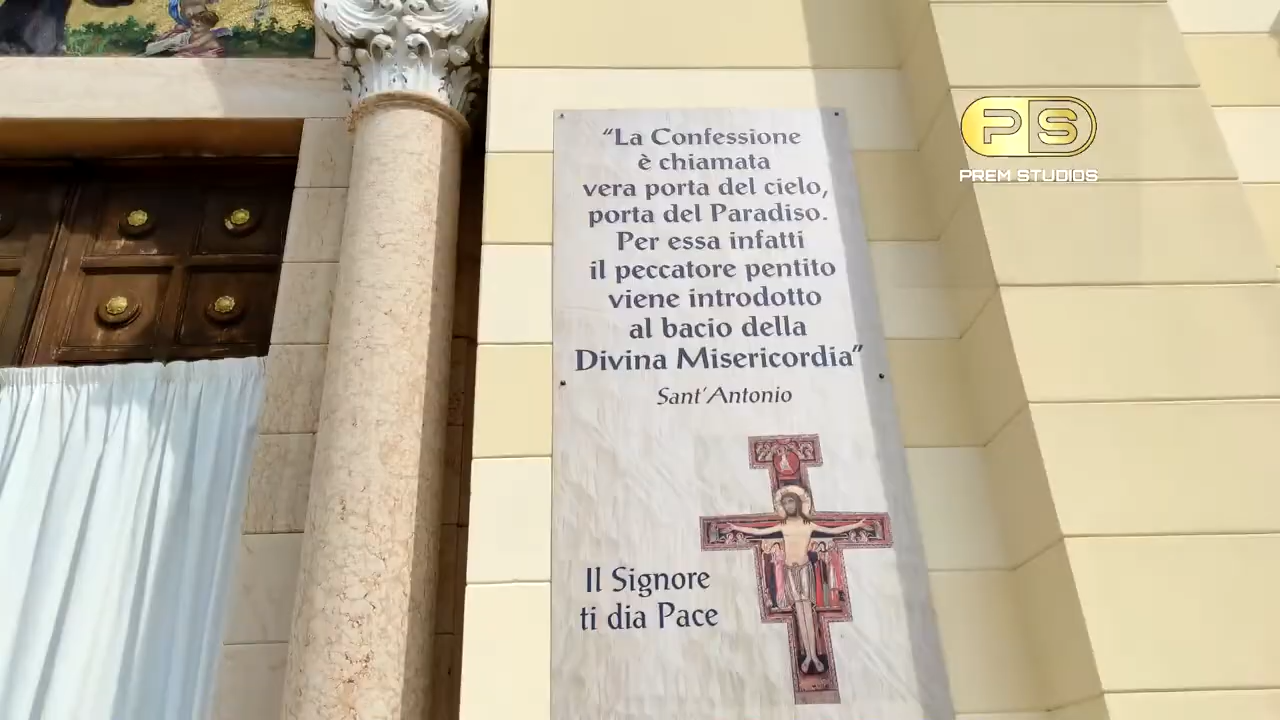 “La Confessione
è chiamata
vera porta del cielo,
porta del Paradiso.
Per essa infatti
il peccatore pentito
viene introdotto
al bacio della
Divina Misericordia”
Sant’Antonio
Il Signore
ti dia Pace
PS
PREM STUDIOS